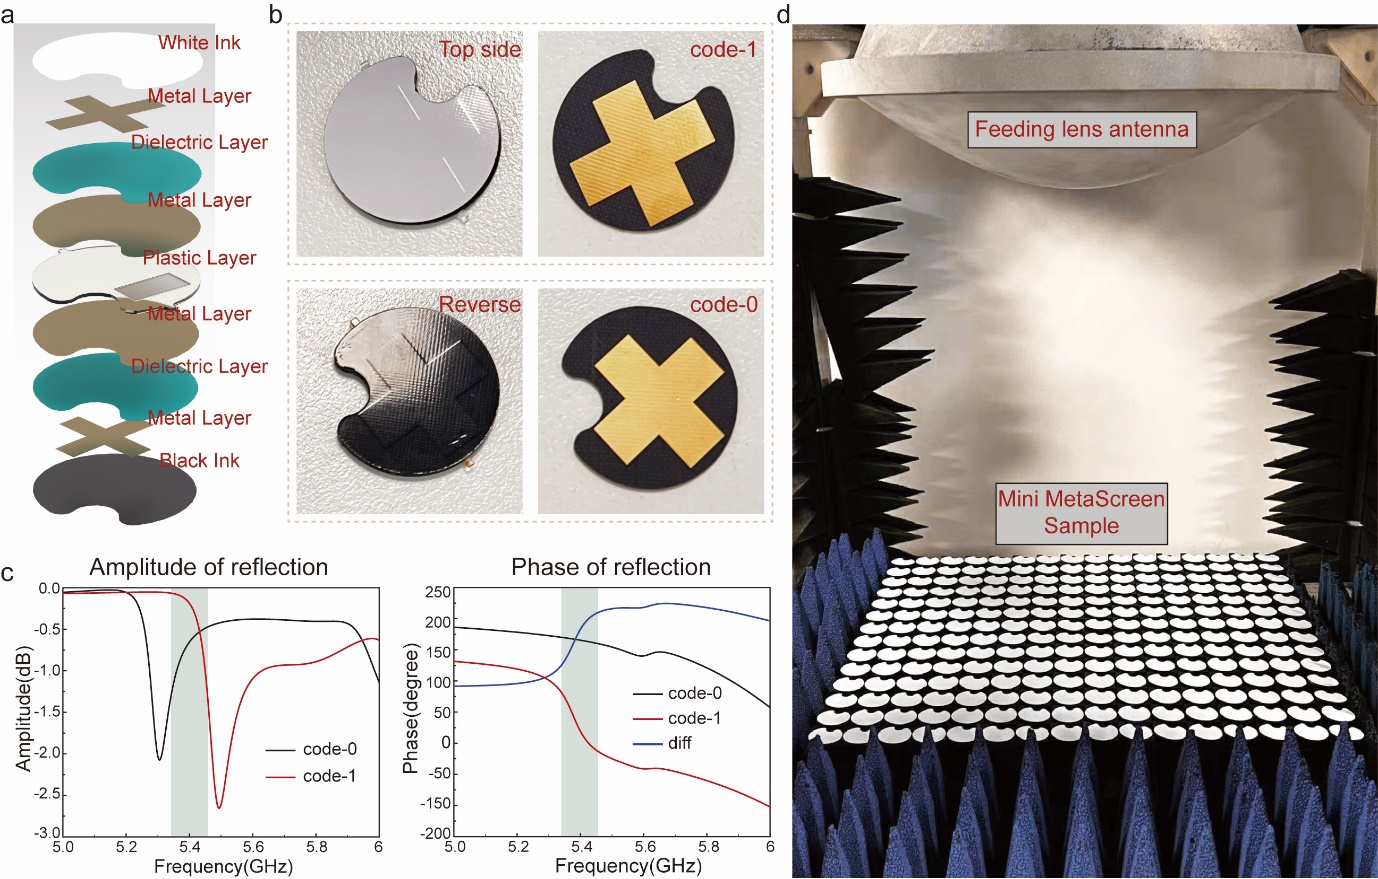 a
White Ink
Metal Layer
Dielectric Layer
Metal Layer
Plastic Layer
Metal Layer
Dielectric Layer
Metal Layer
Black Ink
b
Top side
code-1
Reverse
code-0
c
Amplitude of reflection
Amplitude(dB)
0.0
-0.5
-1.0
-1.5
-2.0
-2.5
-3.0
code-0
code-1
5.0
5.2
5.4
5.6
5.8
6
Frequency(GHz)
Phase of reflection
Phase(degree)
250
200
150
100
50
0
-50
-100
-150
-200
code-0
code-1
diff
5.0
5.2
5.4
5.6
5.8
6
Frequency(GHz)
d
Feeding lens antenna
Mini MetaScreen
Sample